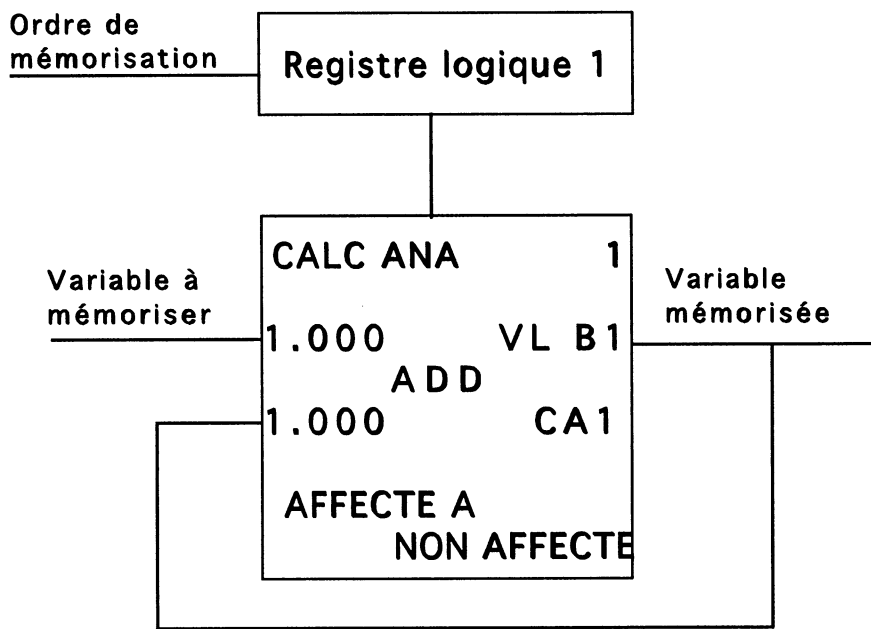 Ordre de
mémorisation
Registre logique 1
CALC ANA 1
Variable à
mémoriser
Variable
mémorisée
1.000 VL B1
ADD
1.000 CA1
AFFECTE A
NON AFFECTE